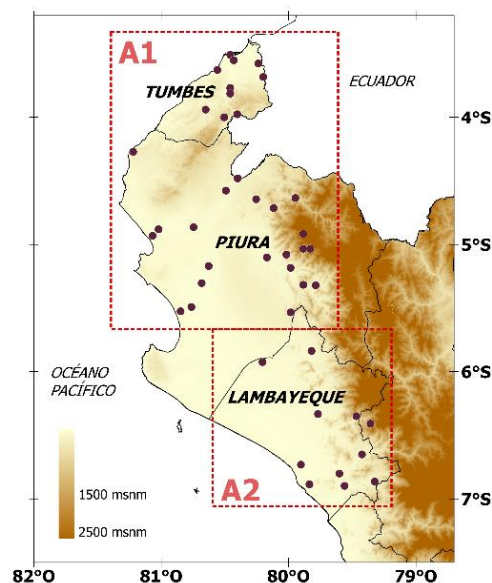 A1
ECUADOR
TUMBES
4°S
PIURA
5°S
OCÉANO
PACÍFICO
6°S
LAMBAYEQUE
1500 msnm
A2
7°S
2500 msnm
82°O
81°O
80°O
79°O